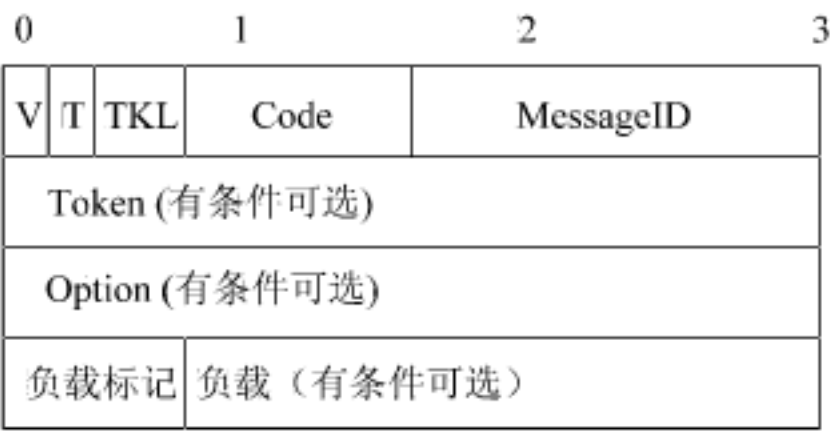 0 1 2 3
V T TKL Code MessageID
Token (有条件可选)
Option (有条件可选)
负载标记 负载（有条件可选）